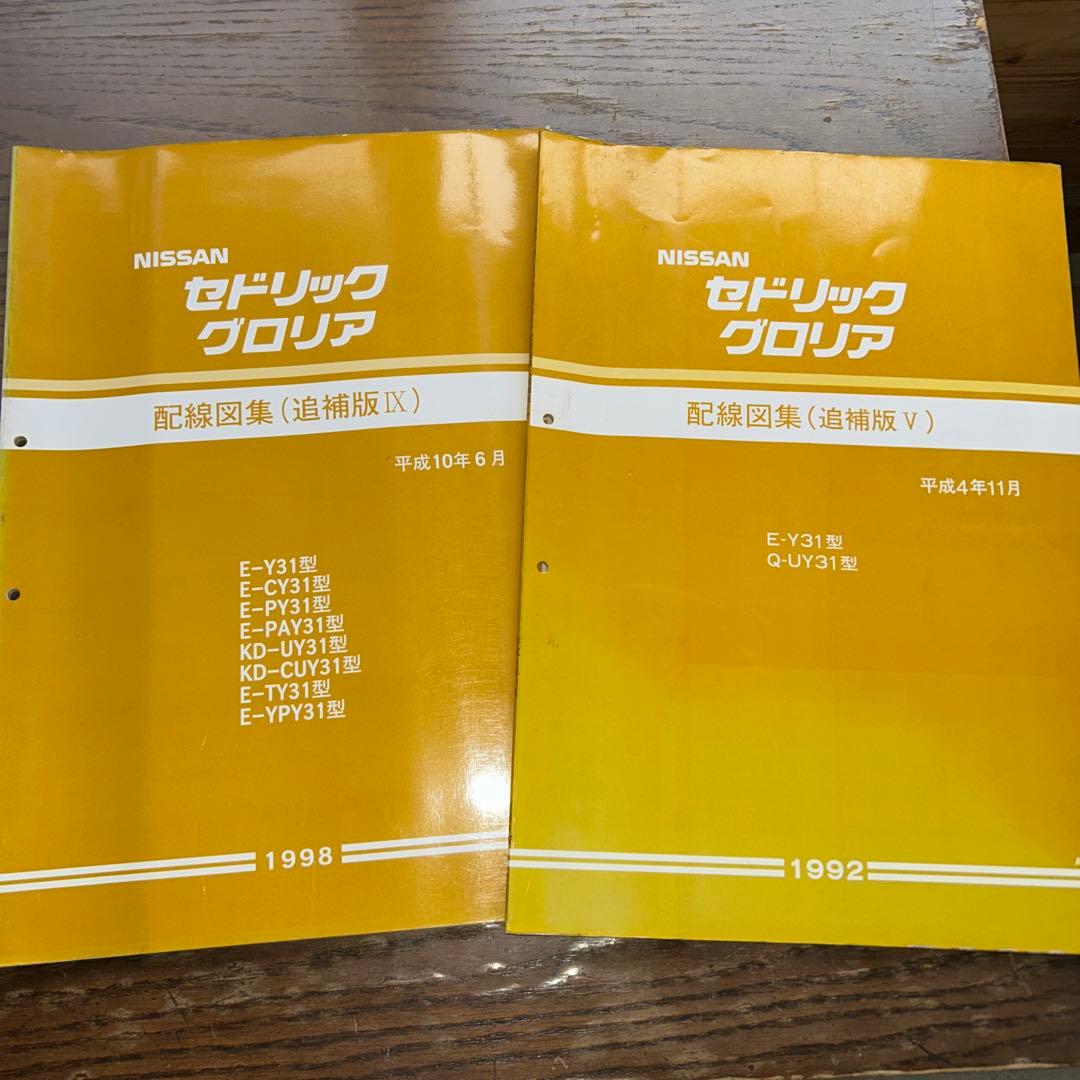 NISSAN
セドリック
グロリア
配線図集(追補版Ⅸ)
平成10年6月
E-Y31型
E-CY31型
E-PY31型
E-PAY31型
KD-UY31型
KD-CUY31型
E-TY31型
E-YPY31型
1998
NISSAN
セドリック
グロリア
配線図集(追補版Ⅴ)
平成4年11月
E-Y31型
Q-UY31型
1992